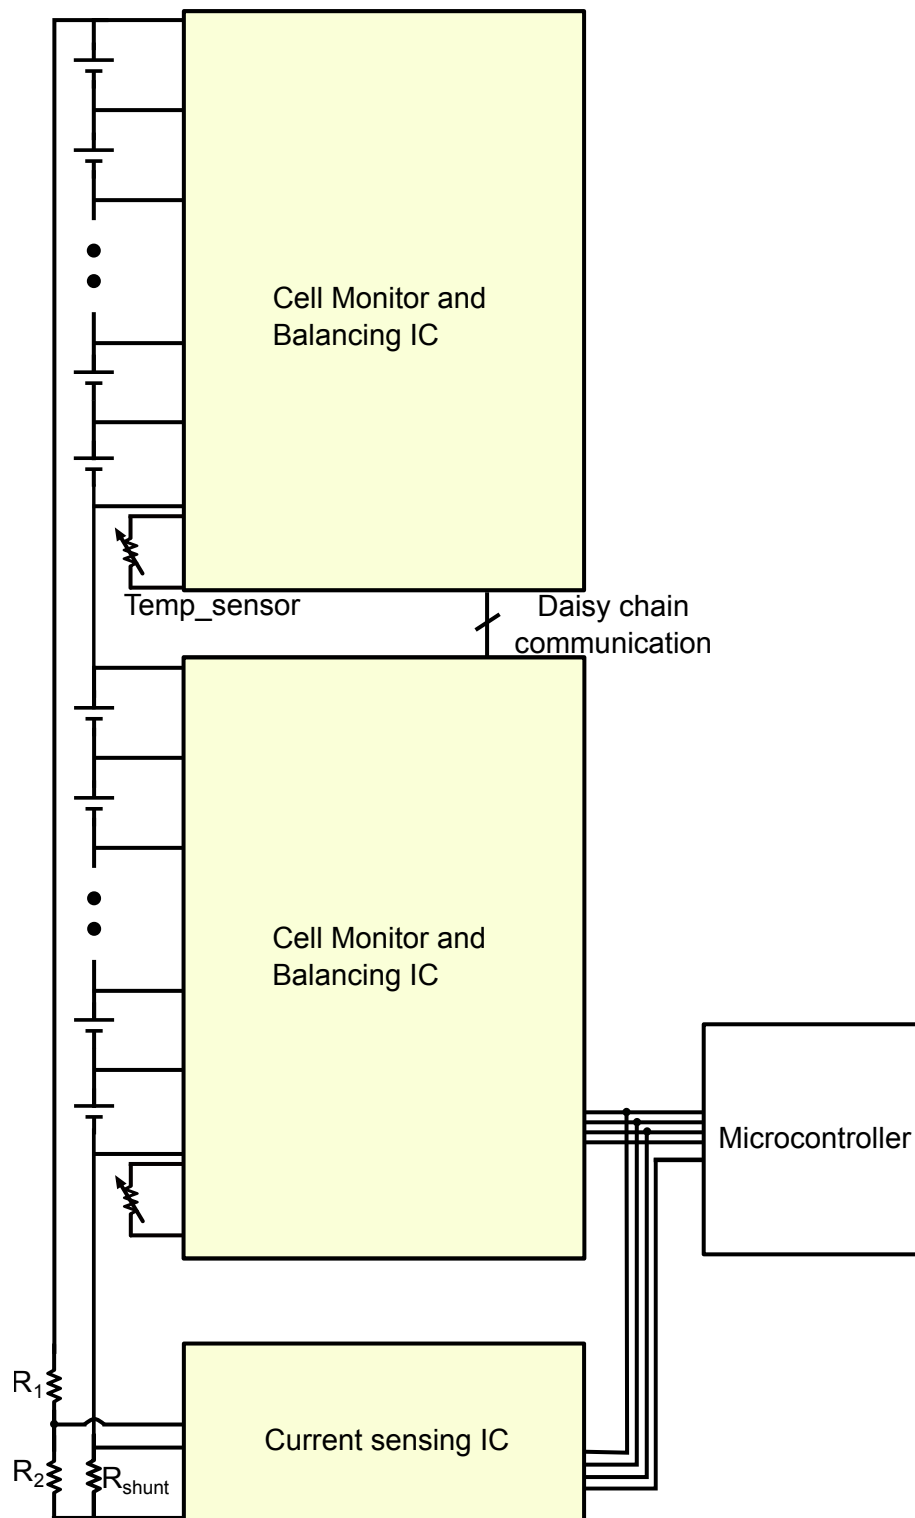 Cell Monitor and
Balancing IC
Temp_sensor
Daisy chain
communication
Cell Monitor and
Balancing IC
Microcontroller
R1
Current sensing IC
R2
Rshunt